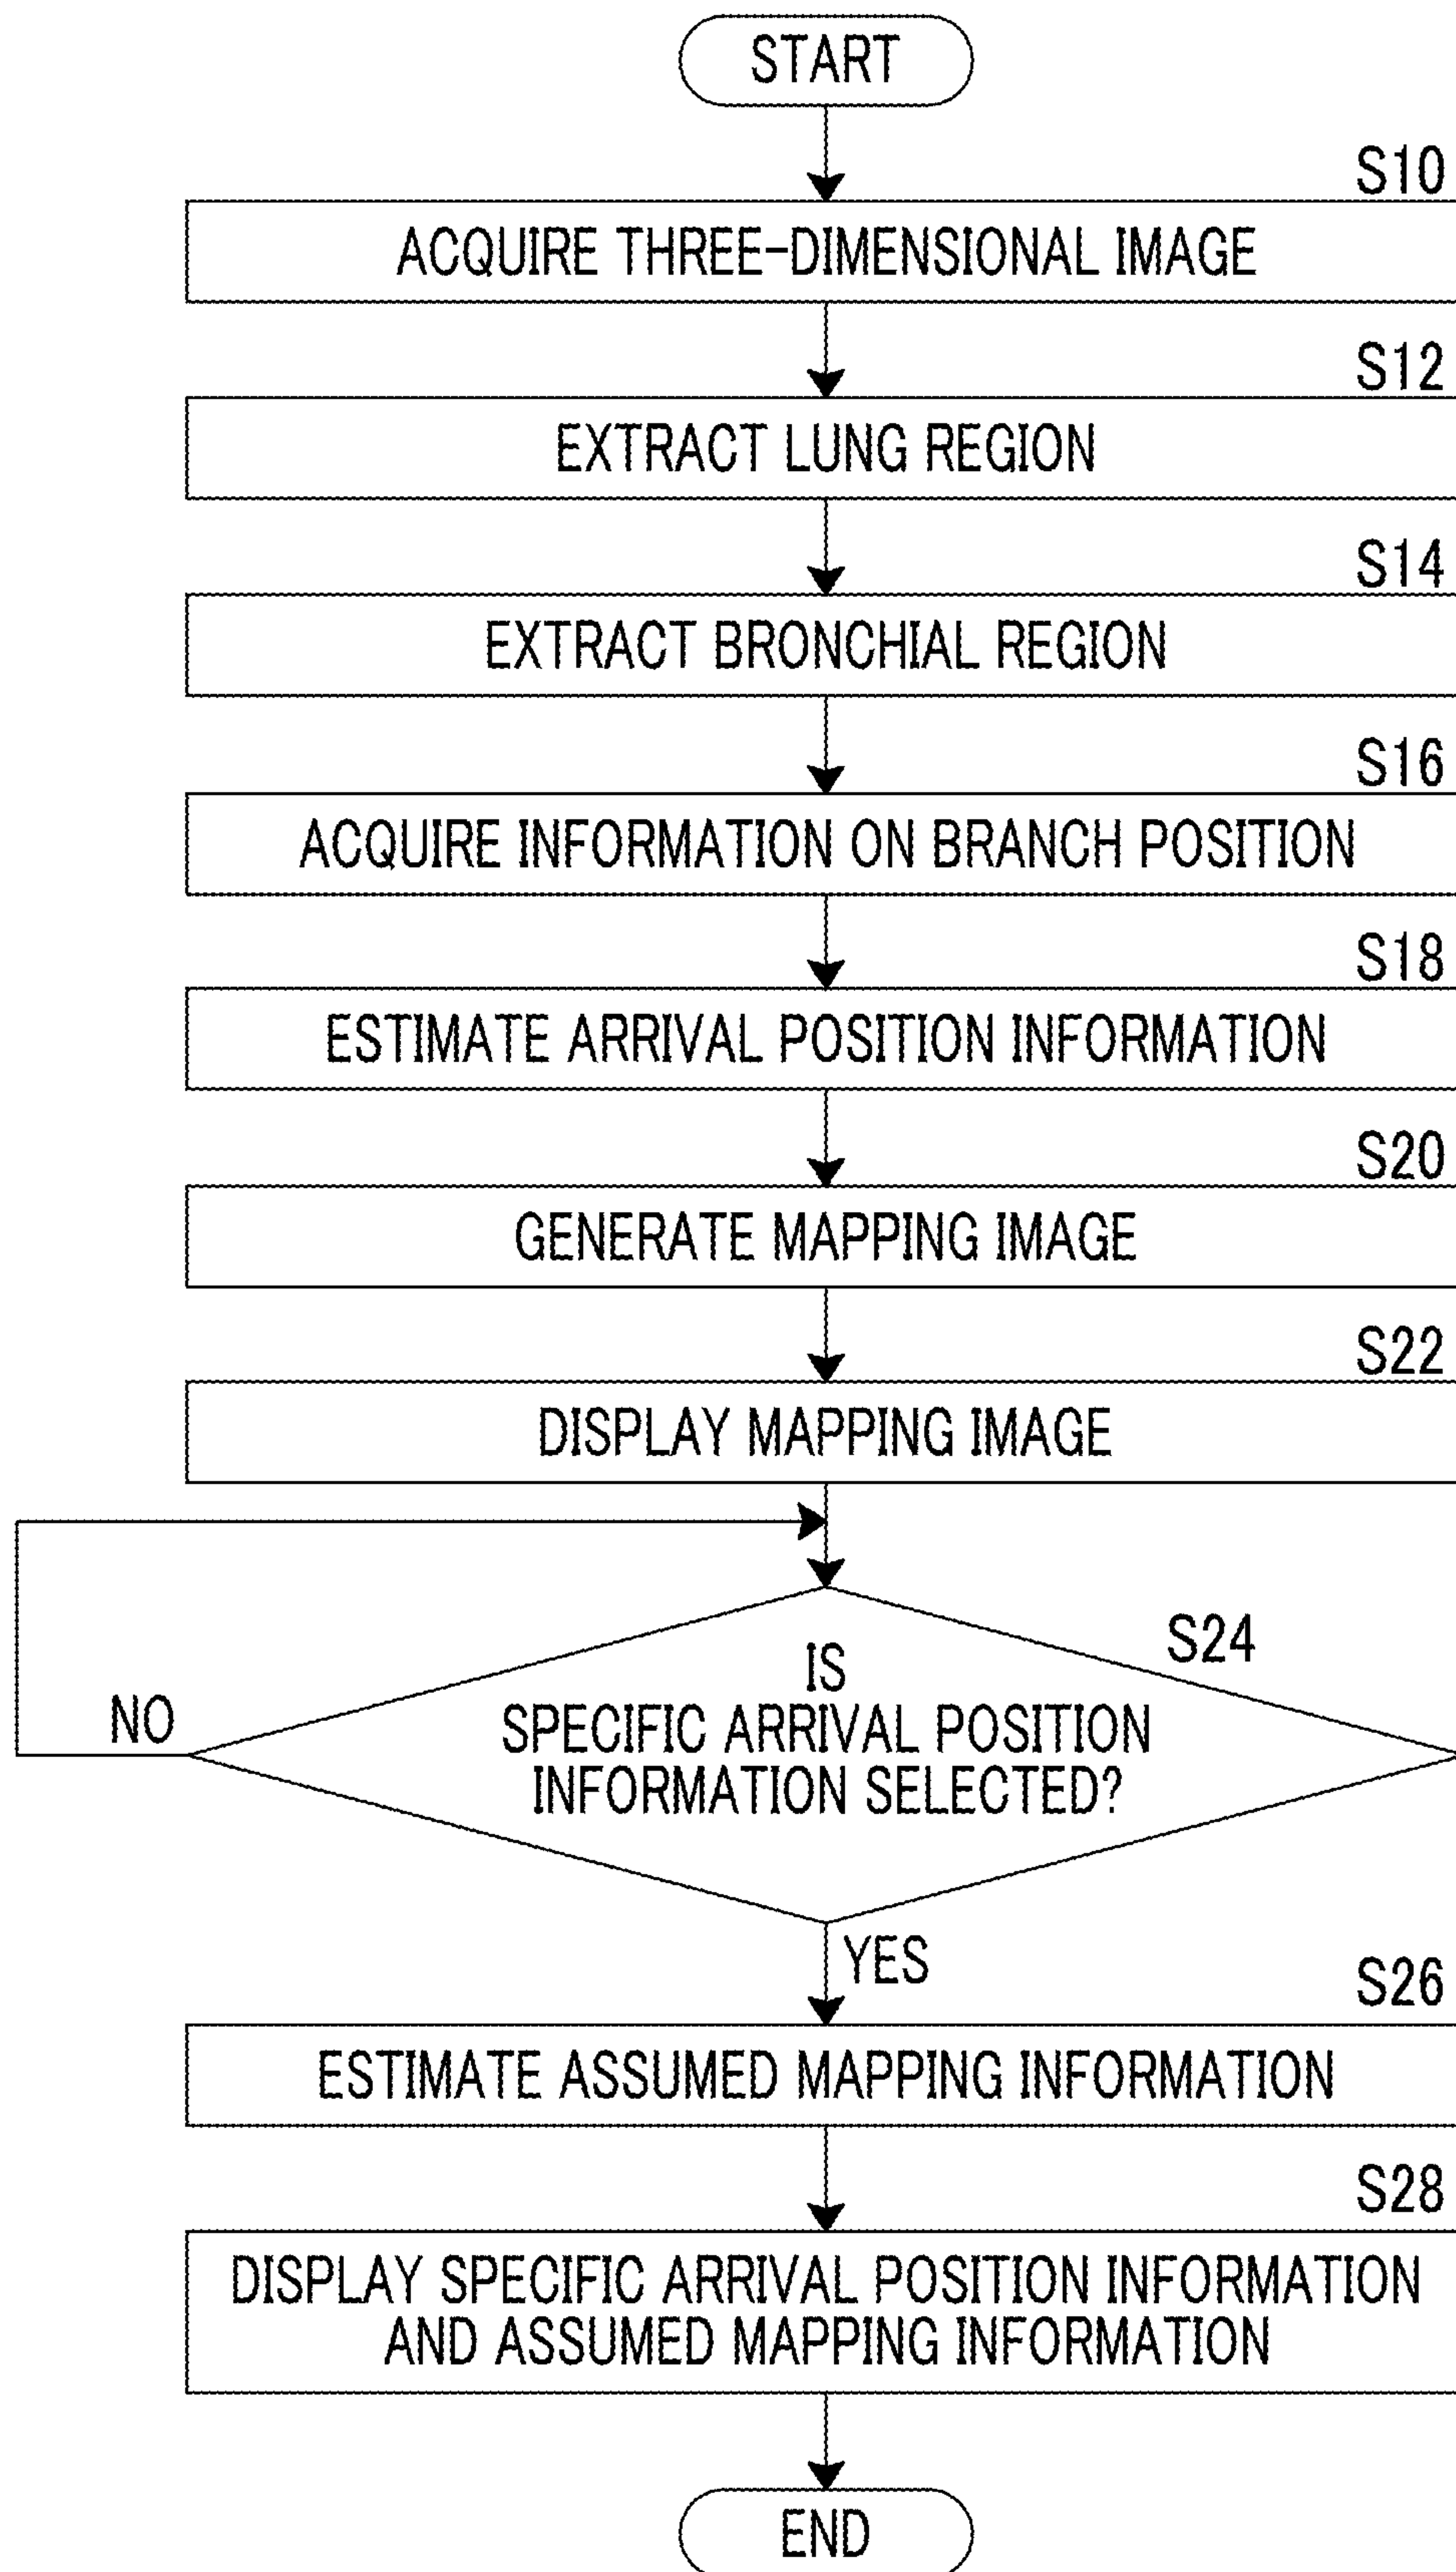 START
S10
ACQUIRE THREE-DIMENSIONAL IMAGE
S12
EXTRACT LUNG REGION
S14
EXTRACT BRONCHIAL REGION
S16
ACQUIRE INFORMATION ON BRANCH POSITION
S18
ESTIMATE ARRIVAL POSITION INFORMATION
S20
GENERATE MAPPING IMAGE
S22
DISPLAY MAPPING IMAGE
S24
IS
SPECIFIC ARRIVAL POSITION
INFORMATION SELECTED?
NO
YES
S26
ESTIMATE ASSUMED MAPPING INFORMATION
S28
DISPLAY SPECIFIC ARRIVAL POSITION INFORMATION
AND ASSUMED MAPPING INFORMATION
END